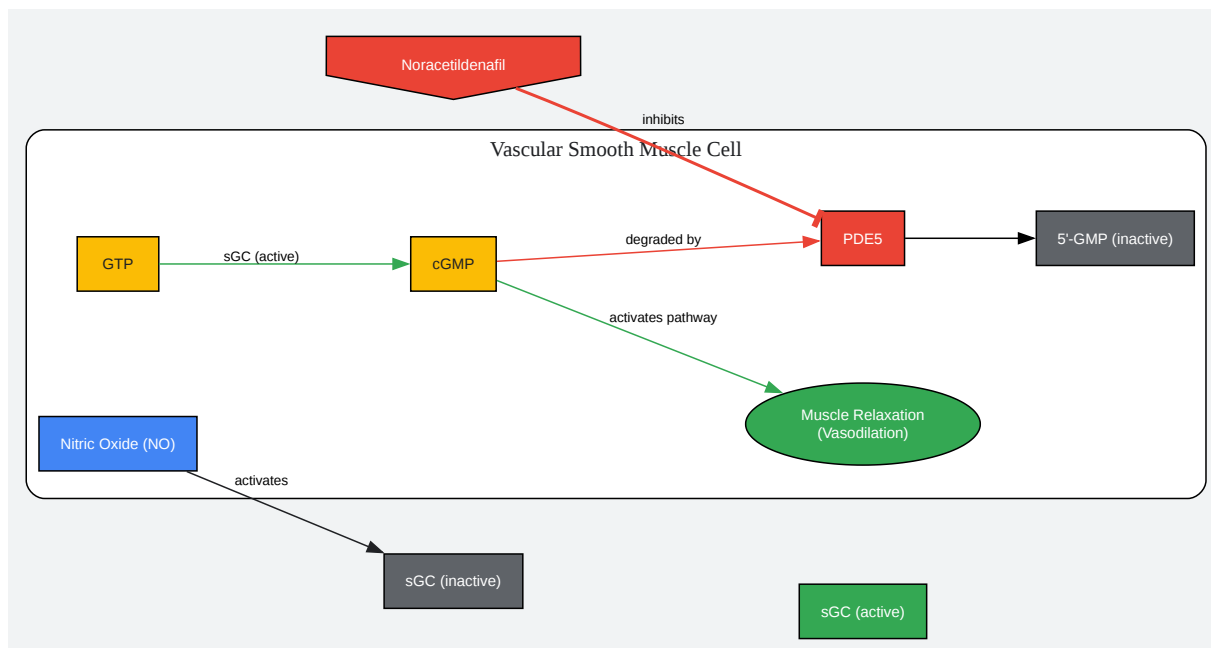 Noracetildenafil
inhibits
Vascular Smooth Muscle Cell
GTP
sGC (active)
cGMP
degraded by
PDE5
5'-GMP (inactive)
activates pathway
Muscle Relaxation
(Vasodilation)
Nitric Oxide (NO)
activates
sGC (inactive)
sGC (active)